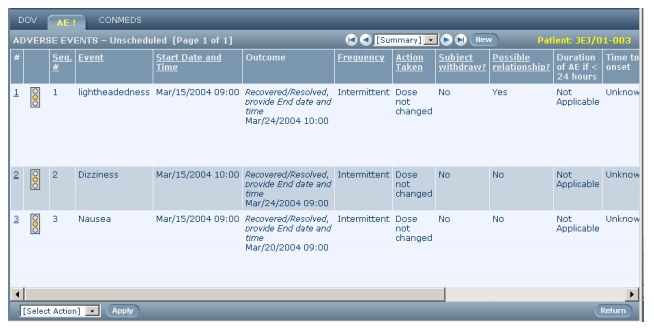 DOV AE ! CONMEDS
ADVERSE EVENTS – Unscheduled [Page 1 of 1] [Summary] New Patient: JEJ/01-003
# Seq. # Event Start Date and Time Outcome Frequency Action Taken Subject withdraw? Possible relationship? Duration of AE if < 24 hours Time to onset
1 1 lightheadedness Mar/15/2004 09:00 Recovered/Resolved, provide End date and time Mar/24/2004 10:00 Intermittent Dose not changed No Yes Not Applicable Unknow
2 2 Dizziness Mar/15/2004 10:00 Recovered/Resolved, provide End date and time Mar/24/2004 09:00 Intermittent Dose not changed No No Not Applicable Unknow
3 3 Nausea Mar/15/2004 09:00 Recovered/Resolved, provide End date and time Mar/20/2004 09:00 Intermittent Dose not changed No No Not Applicable Unknow
[Select Action] Apply Return